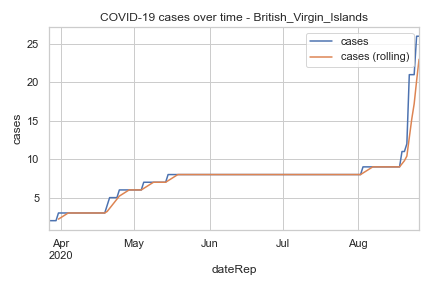 COVID-19 cases over time - British_Virgin_Islands
cases
cases (rolling)
cases
25
20
15
10
5
Apr
2020
May
Jun
Jul
Aug
dateRep